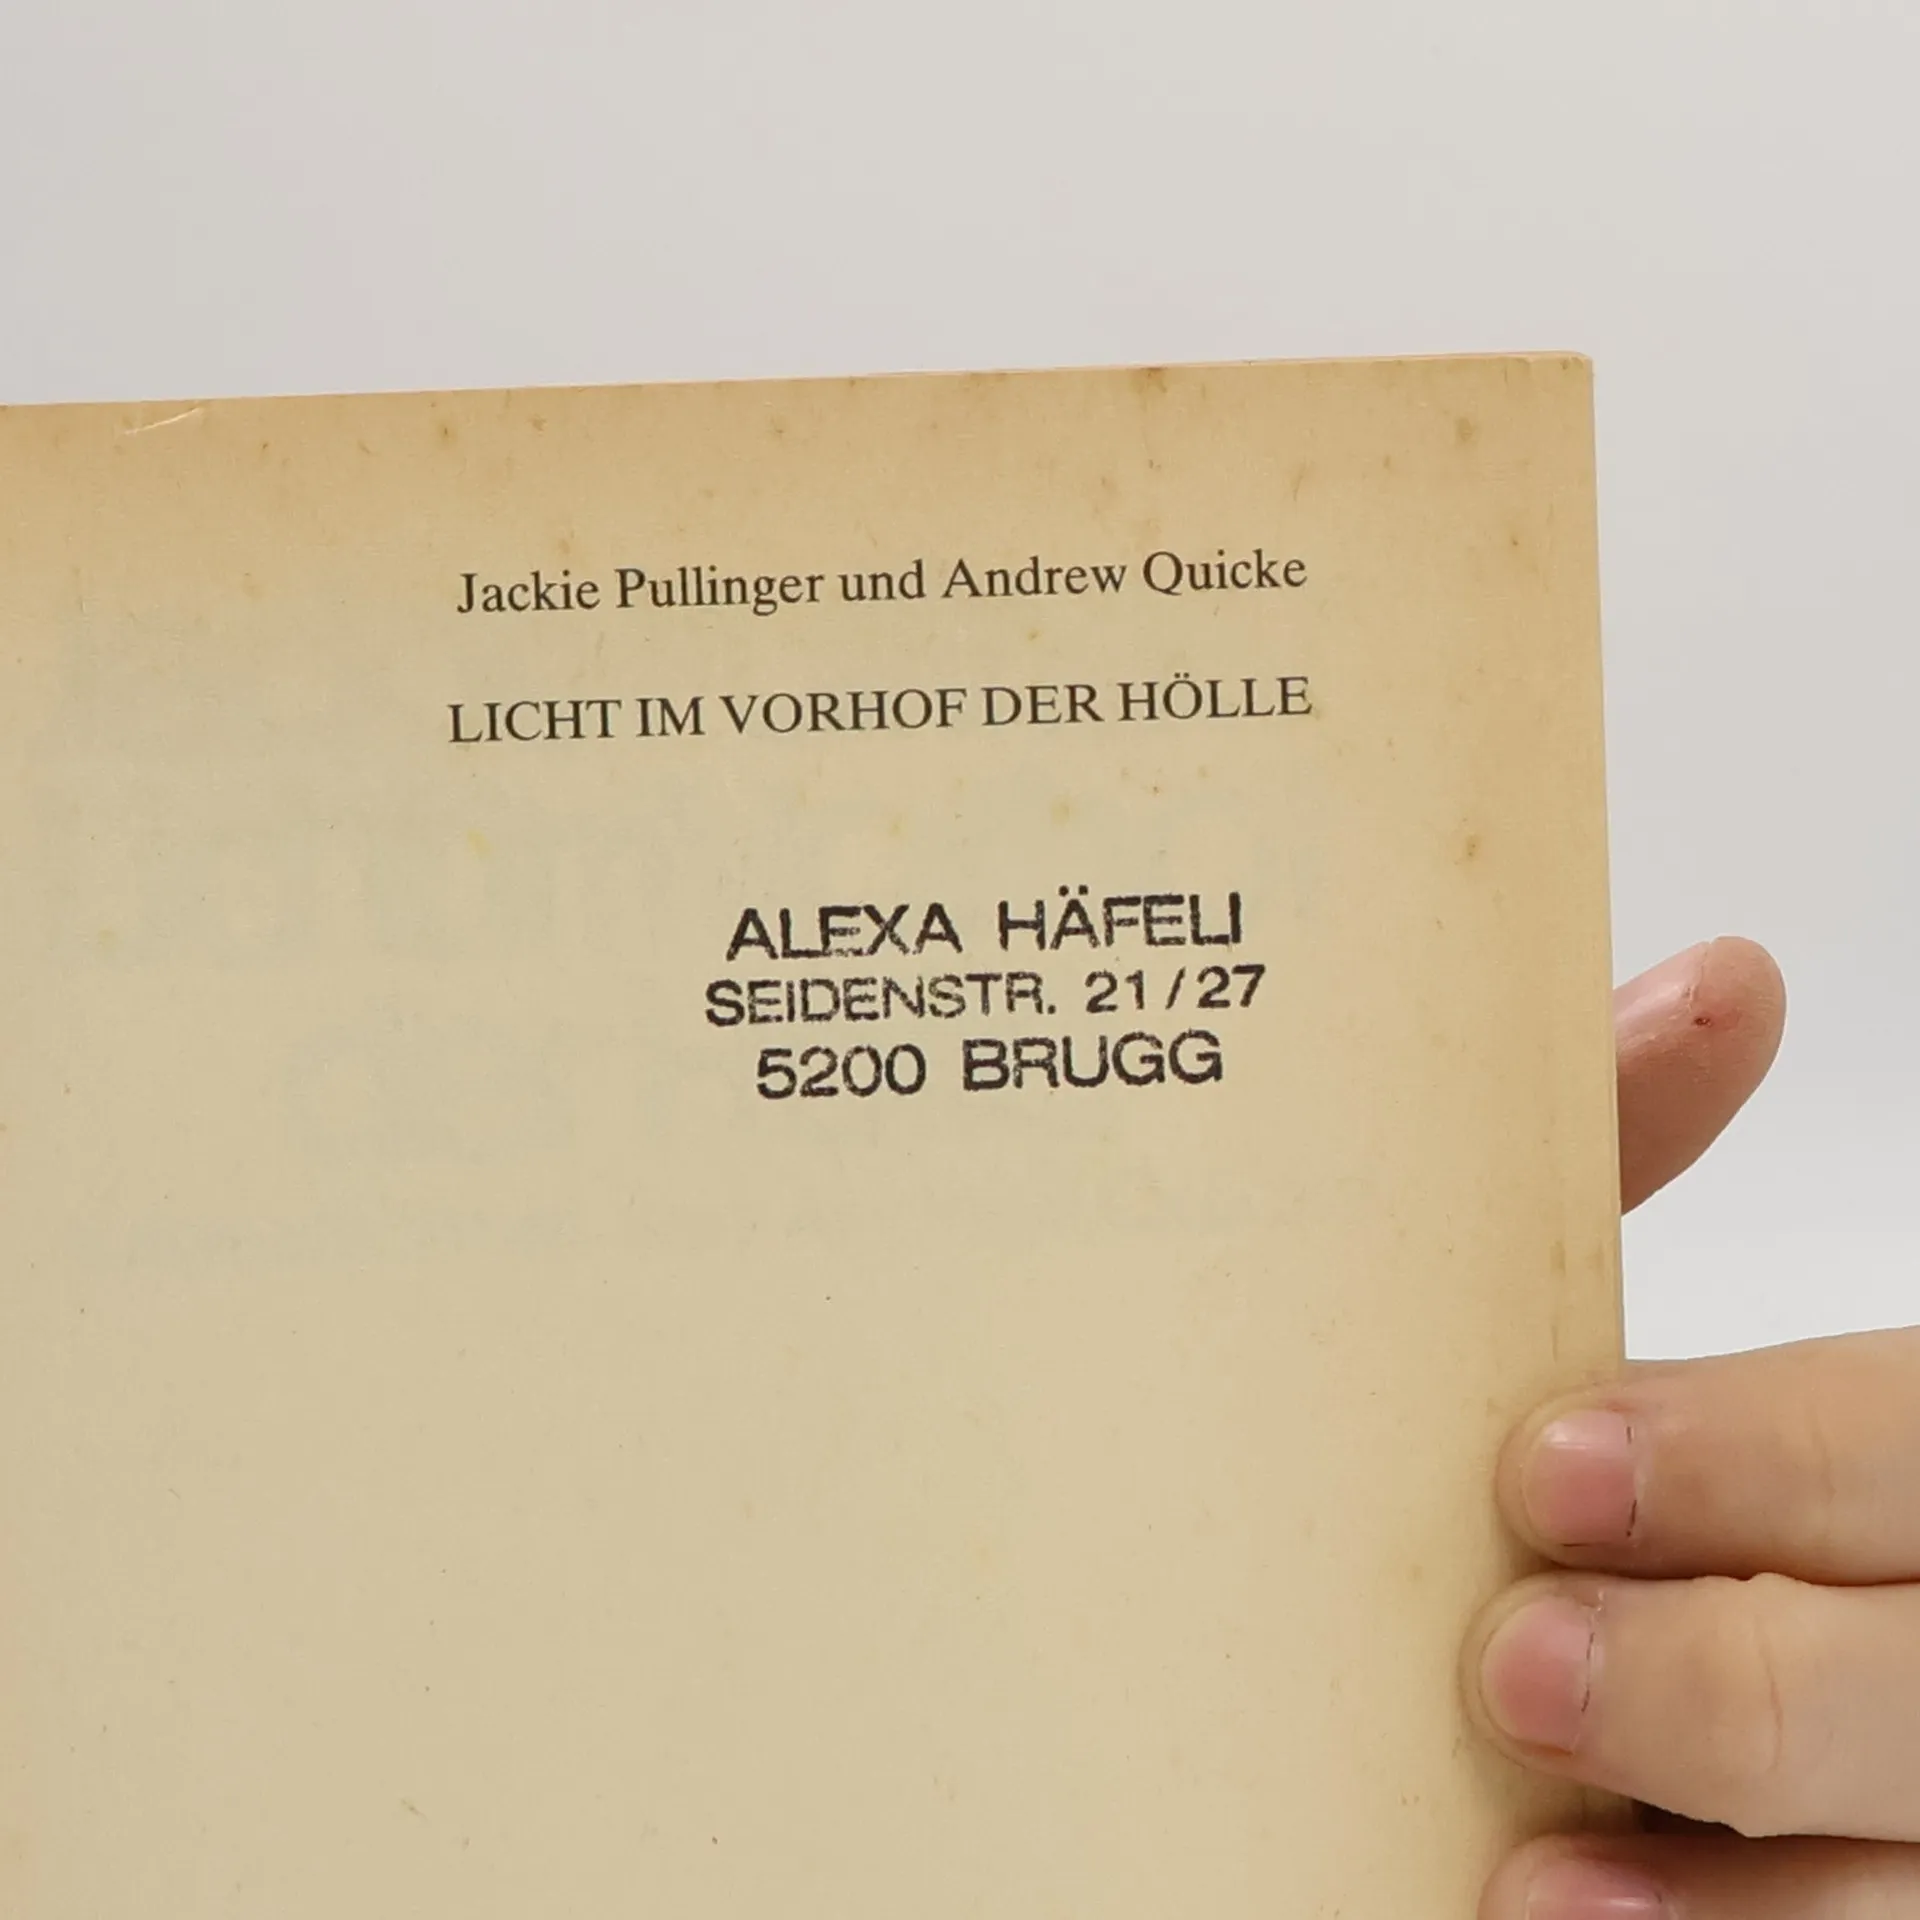 Jackie Pullinger und Andrew Quicke
LICHT IM VORHOF DER HÖLLE
ALEXA HÄFELI
SEIDENSTR. 21/27
5200 BRUGG